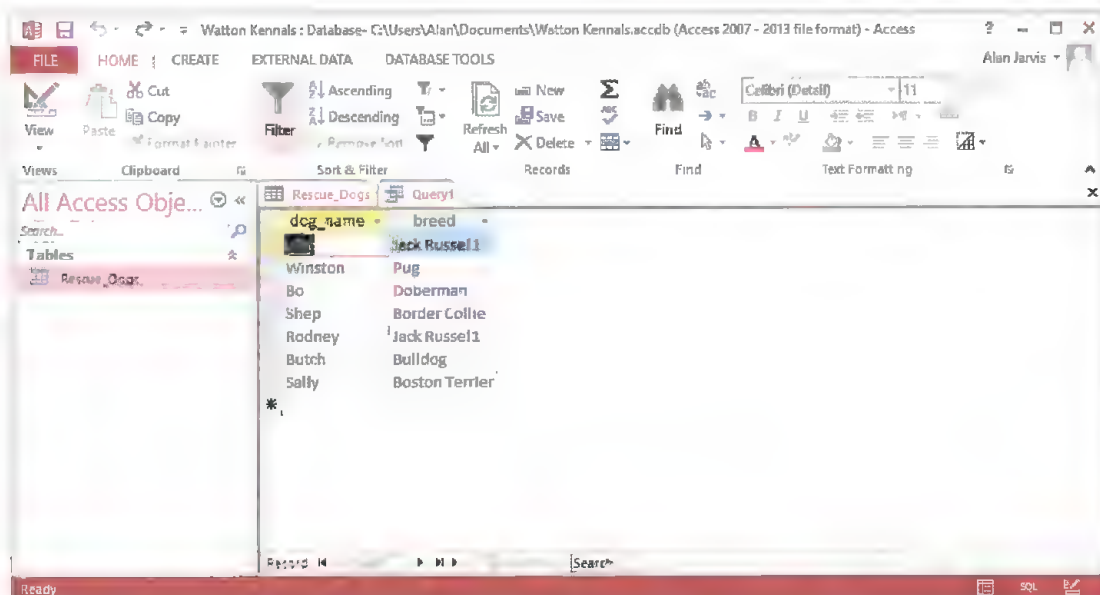 Watton Kennals : Database- C:\Users\Alan\Documents\Watton Kennals.accdb (Access 2007 - 2013 file format) - Access ?
FILE HOME CREATE EXTERNAL DATA DATABASE TOOLS Alan Jarvis
View Paste Cut Copy Format Painter
Filter Ascending Descending Remove Sort
Refresh All New Save Delete
Find
Calibri (Detail) 11
B I U
Views Clipboard Sort & Filter Records Find Text Formatting
All Access Obje...
Search...
Tables
Rescue_Dogs
Rescue_Dogs Query1
dog_name breed
Jack Russel1
Winston Pug
Bo Doberman
Shep Border Collie
Rodney Jack Russel1
Butch Bulldog
Sally Boston Terrier
Record Search
Ready SQL